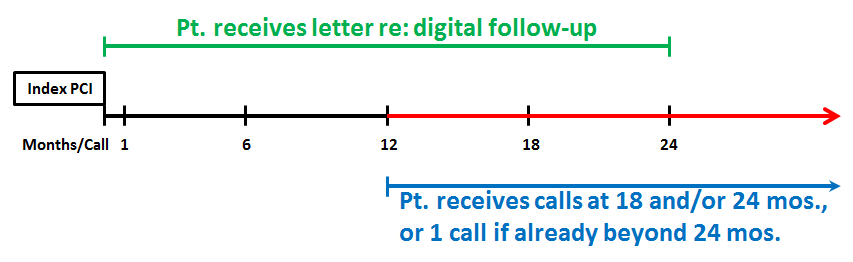 Pt. receives letter re: digital follow-up
Index PCI
Months/Call 1 6 12 18 24
Pt. receives calls at 18 and/or 24 mos.,
or 1 call if already beyond 24 mos.